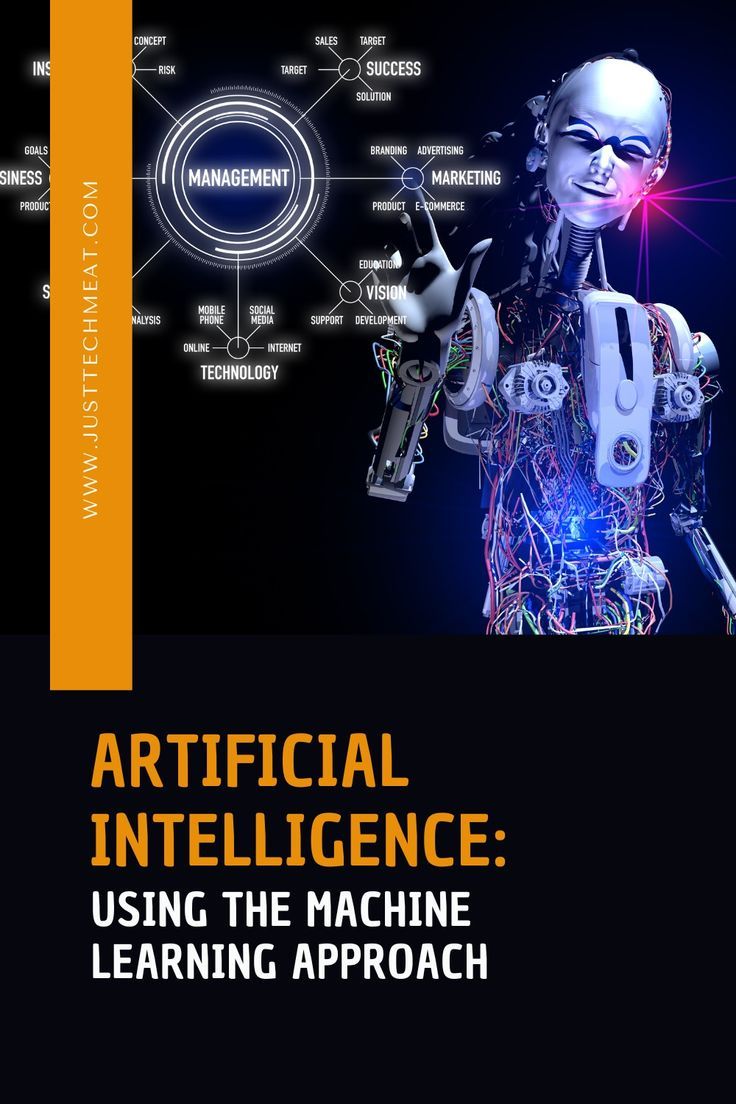 CONCEPT
INS
RISK
SALES
TARGET
TARGET
SUCCESS
SOLUTION
GOALS
SINESS
PRODUCT
MANAGEMENT
BRANDING
ADVERTISING
MARKETING
PRODUCT
E-COMMERCE
EDUCATION
VISION
SUPPORT
DEVELOPMENT
S
NALYSIS
MOBILE
PHONE
SOCIAL
MEDIA
ONLINE
INTERNET
TECHNOLOGY
WWW.JUSTTECHMEAT.COM
ARTIFICIAL
INTELLIGENCE:
USING THE MACHINE
LEARNING APPROACH